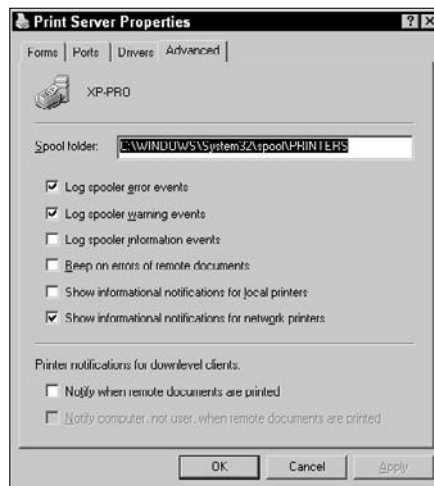 Print Server Properties
Forms Ports Drivers Advanced
XP-PRO
Spool folder: C:\WINDOWS\System32\spool\PRINTERS
Log spooler error events
Log spooler warning events
Log spooler information events
Beep on errors of remote documents
Show informational notifications for local printers
Show informational notifications for network printers
Printer notifications for downlevel clients.
Notify when remote documents are printed
Notify computer, not user, when remote documents are printed
OK Cancel Apply